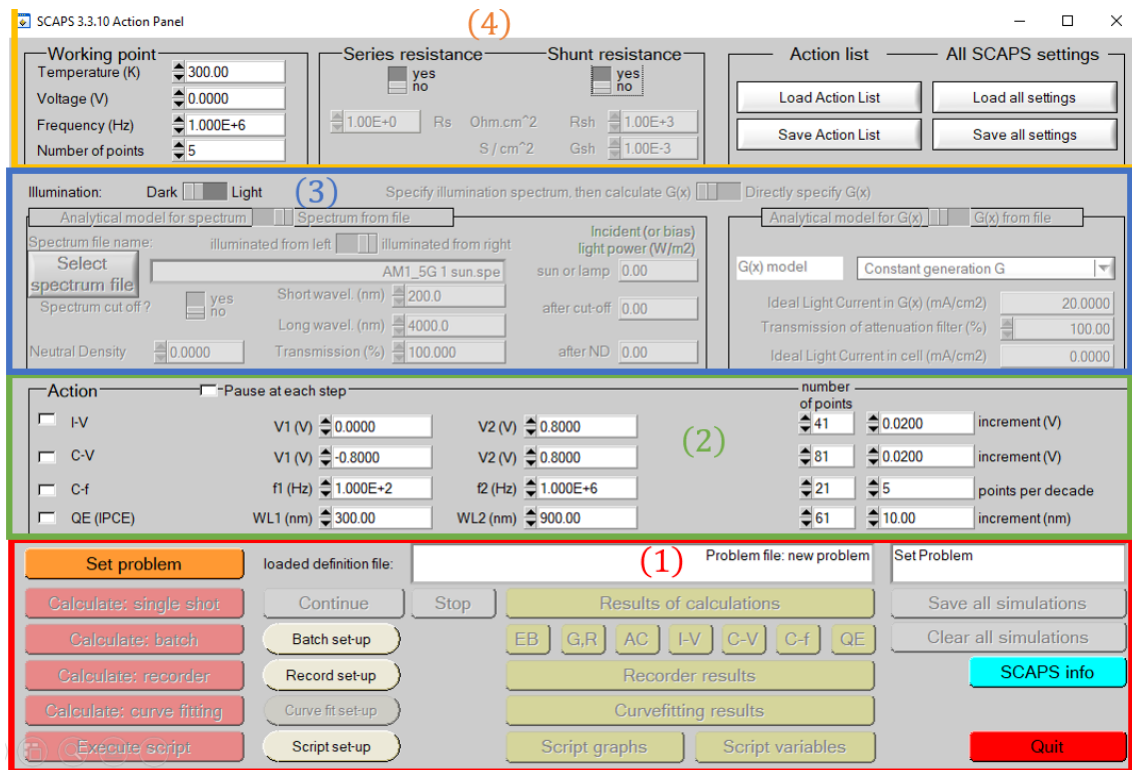 SCAPS 3.3.10 Action Panel
(4)
Working point
Temperature (K) 300.00
Voltage (V) 0.0000
Frequency (Hz) 1.000E+6
Number of points 5
Series resistance Shunt resistance
yes yes
no no
1.00E+0 Rs Ohm.cm^2 Rsh 1.00E+3
S / cm^2 Gsh 1.00E-3
Action list All SCAPS settings
Load Action List Load all settings
Save Action List Save all settings
Illumination: Dark Light (3) Specify illumination spectrum, then calculate G(x) Directly specify G(x)
Analytical model for spectrum Spectrum from file
Spectrum file name: illuminated from left illuminated from right
Incident (or bias)
light power (W/m2)
Select
spectrum file
AM1_5G 1 sun.spe sun or lamp 0.00
Spectrum cut off ? yes
no
Short wavel. (nm) 200.0
after cut-off 0.00
Long wavel. (nm) 4000.0
Neutral Density 0.0000 Transmission (%) 100.000 after ND 0.00
Analytical model for G(x) G(x) from file
G(x) model Constant generation G
Ideal Light Current in G(x) (mA/cm2) 20.0000
Transmission of attenuation filter (%) 100.00
Ideal Light Current in cell (mA/cm2) 0.0000
Action Pause at each step number
of points
I-V V1 (V) 0.0000 V2 (V) 0.8000 41 0.0200 increment (V)
(2)
C-V V1 (V) -0.8000 V2 (V) 0.8000 81 0.0200 increment (V)
C-f f1 (Hz) 1.000E+2 f2 (Hz) 1.000E+6 21 5 points per decade
QE (IPCE) WL1 (nm) 300.00 WL2 (nm) 900.00 61 10.00 increment (nm)
Set problem loaded definition file: (1) Problem file: new problem Set Problem
Calculate: single shot Continue Stop Results of calculations Save all simulations
Calculate: batch Batch set-up EB G,R AC I-V C-V C-f QE Clear all simulations
Calculate: recorder Record set-up Recorder results SCAPS info
Calculate: curve fitting Curve fit set-up Curvefitting results
Execute script Script set-up Script graphs Script variables Quit